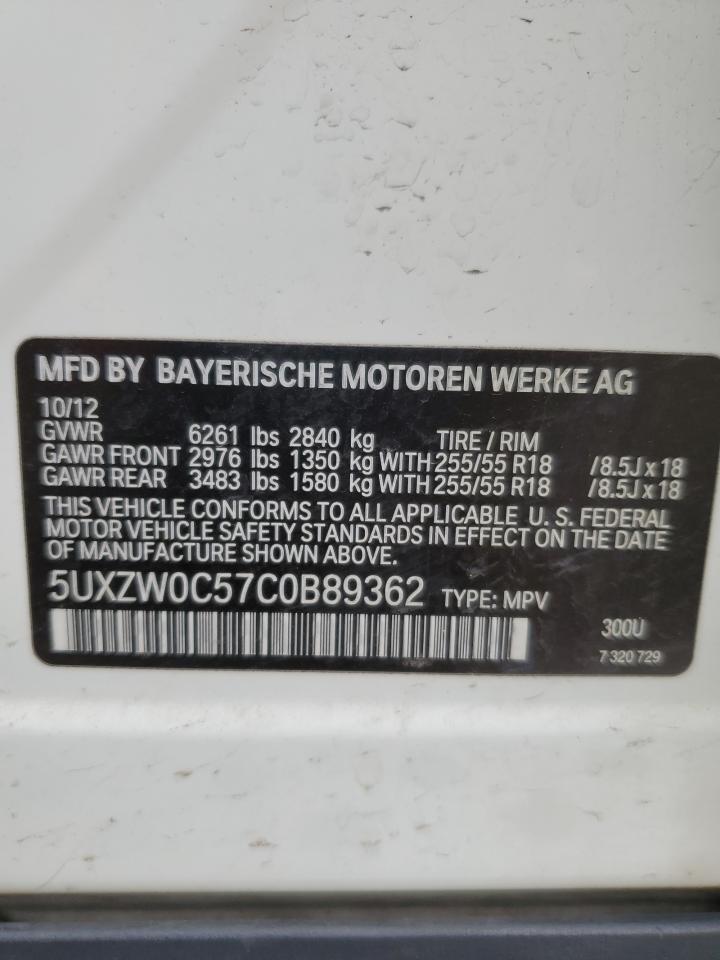 MFD BY BAYERISCHE MOTOREN WERKE AG
10/12
GVWR 6261 lbs 2840 kg TIRE / RIM
GAWR FRONT 2976 lbs 1350 kg WITH 255/55 R18 /8.5J x 18
GAWR REAR 3483 lbs 1580 kg WITH 255/55 R18 /8.5J x 18
THIS VEHICLE CONFORMS TO ALL APPLICABLE U. S. FEDERAL
MOTOR VEHICLE SAFETY STANDARDS IN EFFECT ON THE DATE
OF MANUFACTURE SHOWN ABOVE.
5UXZW0C57C0B89362 TYPE: MPV
300U
7 320 729